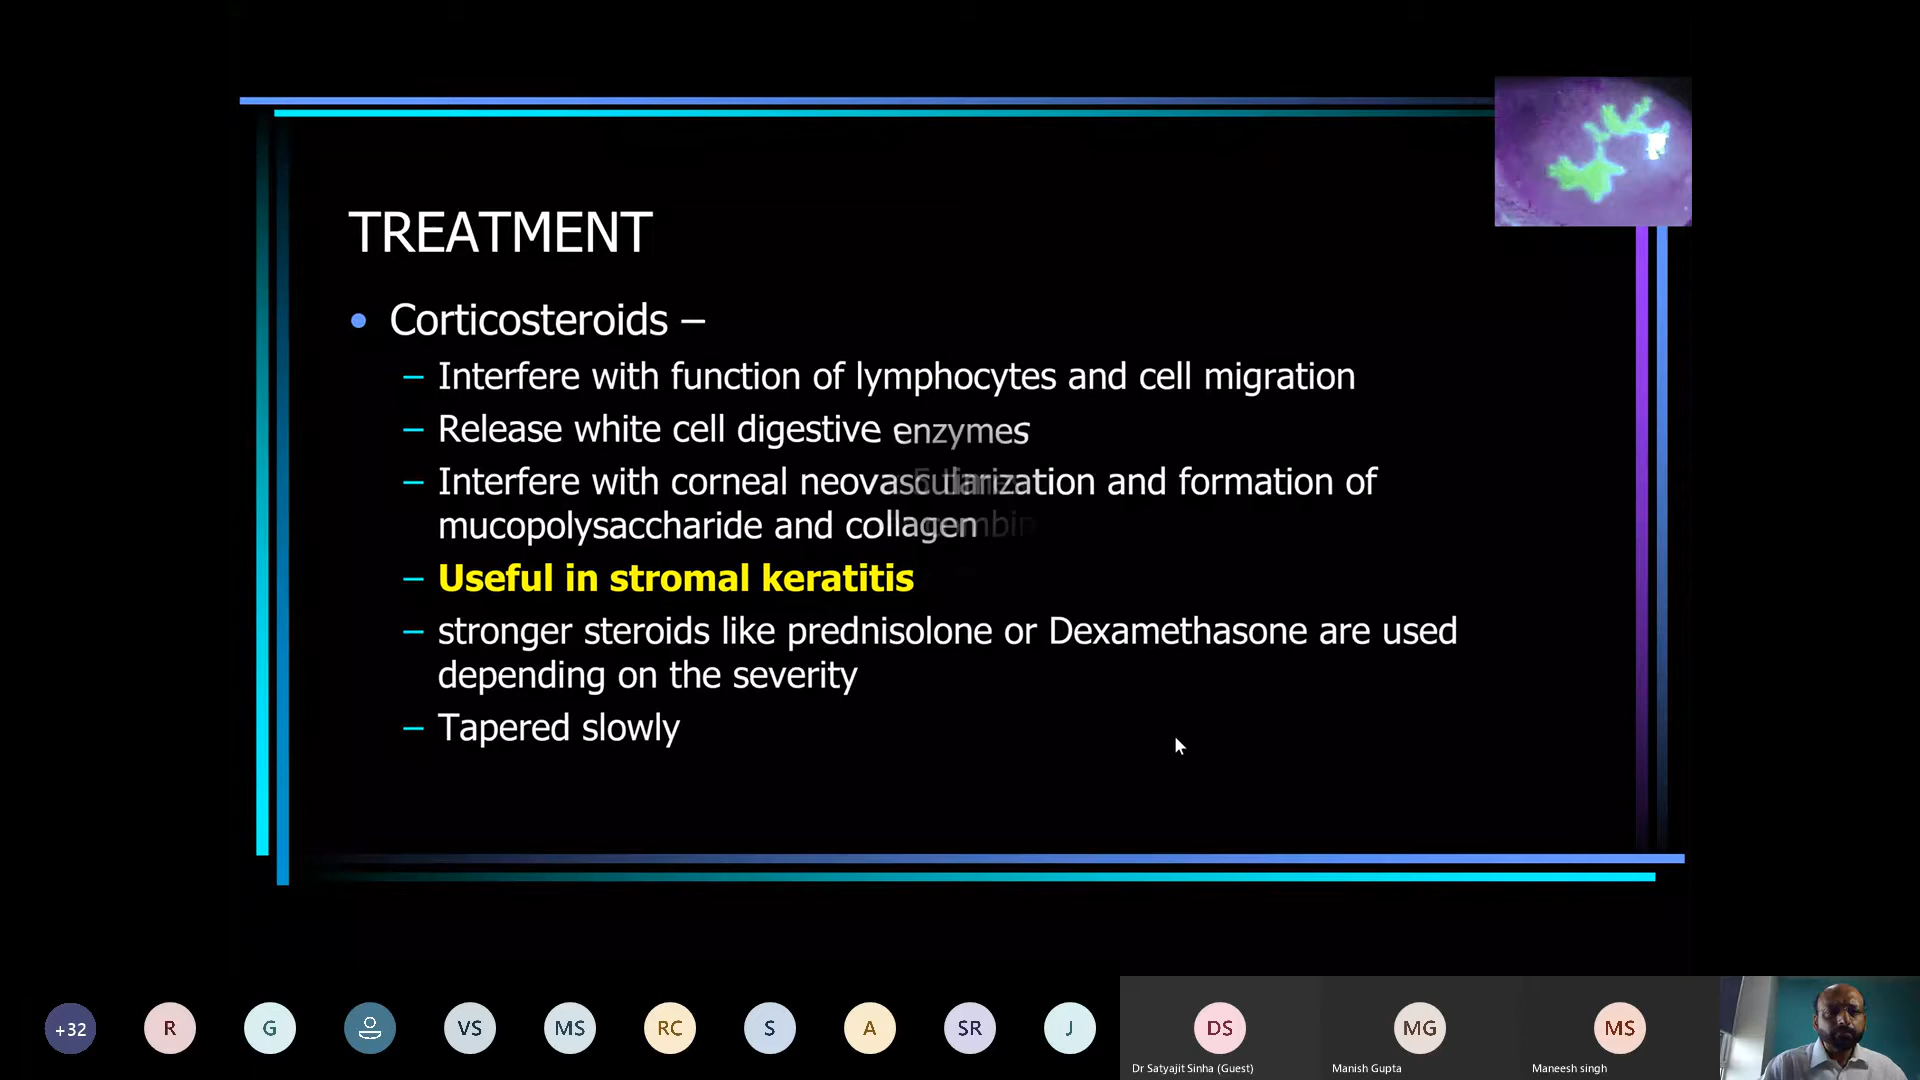 TREATMENT
• Corticosteroids –
– Interfere with function of lymphocytes and cell migration
– Release white cell digestive enzymes
– Interfere with corneal neovascularization and formation of
mucopolysaccharide and collagen
– Useful in stromal keratitis
– stronger steroids like prednisolone or Dexamethasone are used
depending on the severity
– Tapered slowly
+32
R
G
VS
MS
RC
S
A
SR
J
DS
MG
MS
Dr Satyajit Sinha (Guest)
Manish Gupta
Maneesh singh